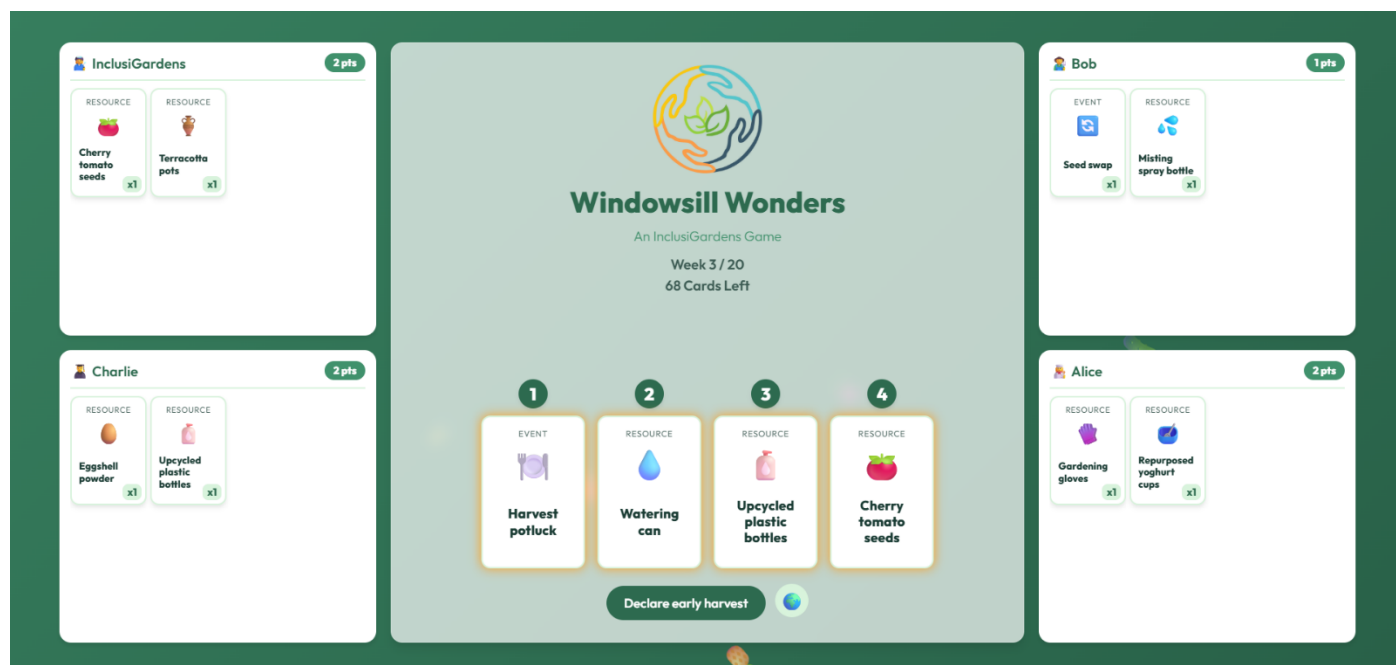 InclusiGardens
2 pts
RESOURCE
Cherry
tomato
seeds
x1
RESOURCE
Terracotta
pots
x1
Charlie
2 pts
RESOURCE
Eggshell
powder
x1
RESOURCE
Upcycled
plastic
bottles
x1
Windowsill Wonders
An InclusiGardens Game
Week 3 / 20
68 Cards Left
1
EVENT
Harvest
potluck
2
RESOURCE
Watering
can
3
RESOURCE
Upcycled
plastic
bottles
4
RESOURCE
Cherry
tomato
seeds
Declare early harvest
Bob
1 pts
EVENT
Seed swap
x1
RESOURCE
Misting
spray bottle
x1
Alice
2 pts
RESOURCE
Gardening
gloves
x1
RESOURCE
Repurposed
yoghurt
cups
x1